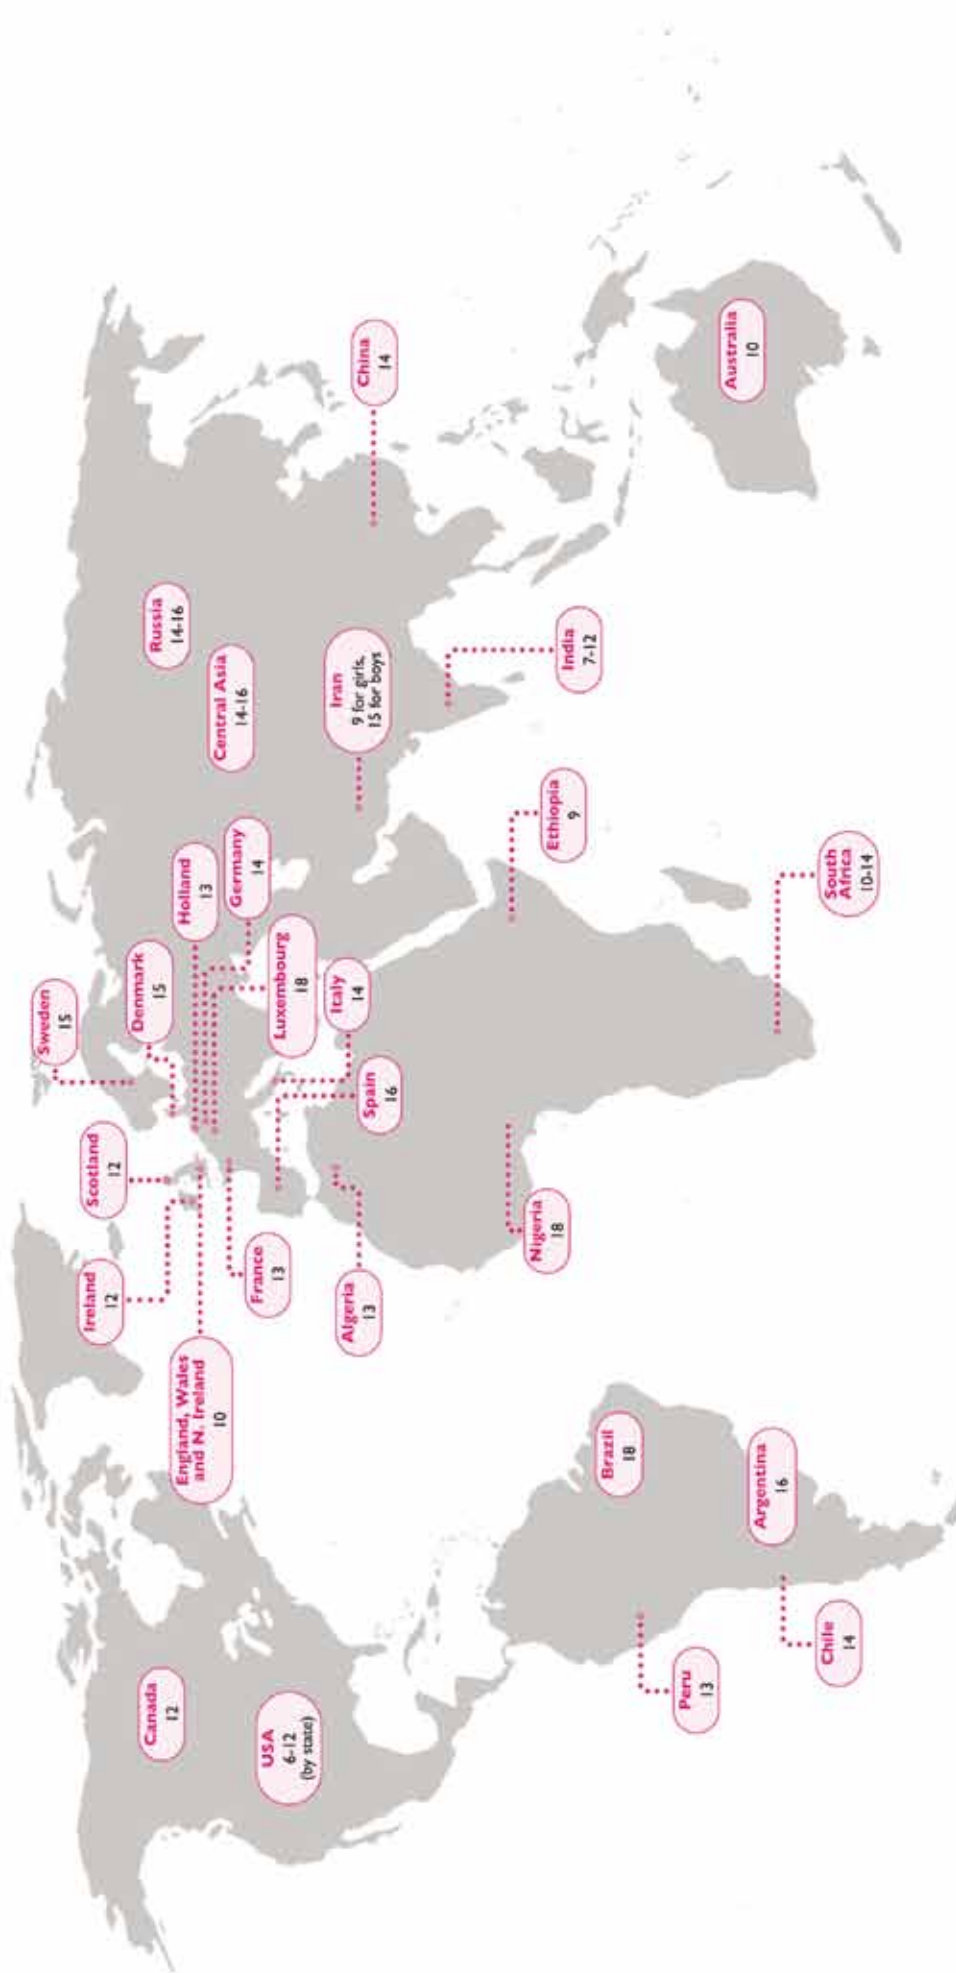 Canada
12
USA
6-12
(by state)
Peru
13
Chile
14
Brazil
18
Argentina
16
England, Wales
and N. Ireland
10
Ireland
12
Scotland
12
France
13
Algeria
13
Nigeria
18
Sweden
15
Denmark
15
Holland
13
Germany
14
Luxembourg
18
Italy
14
Spain
16
Ethiopia
9
South
Africa
10-14
Russia
14-16
Central Asia
14-16
Iran
9 for girls,
15 for boys
India
7-12
China
14
Australia
10